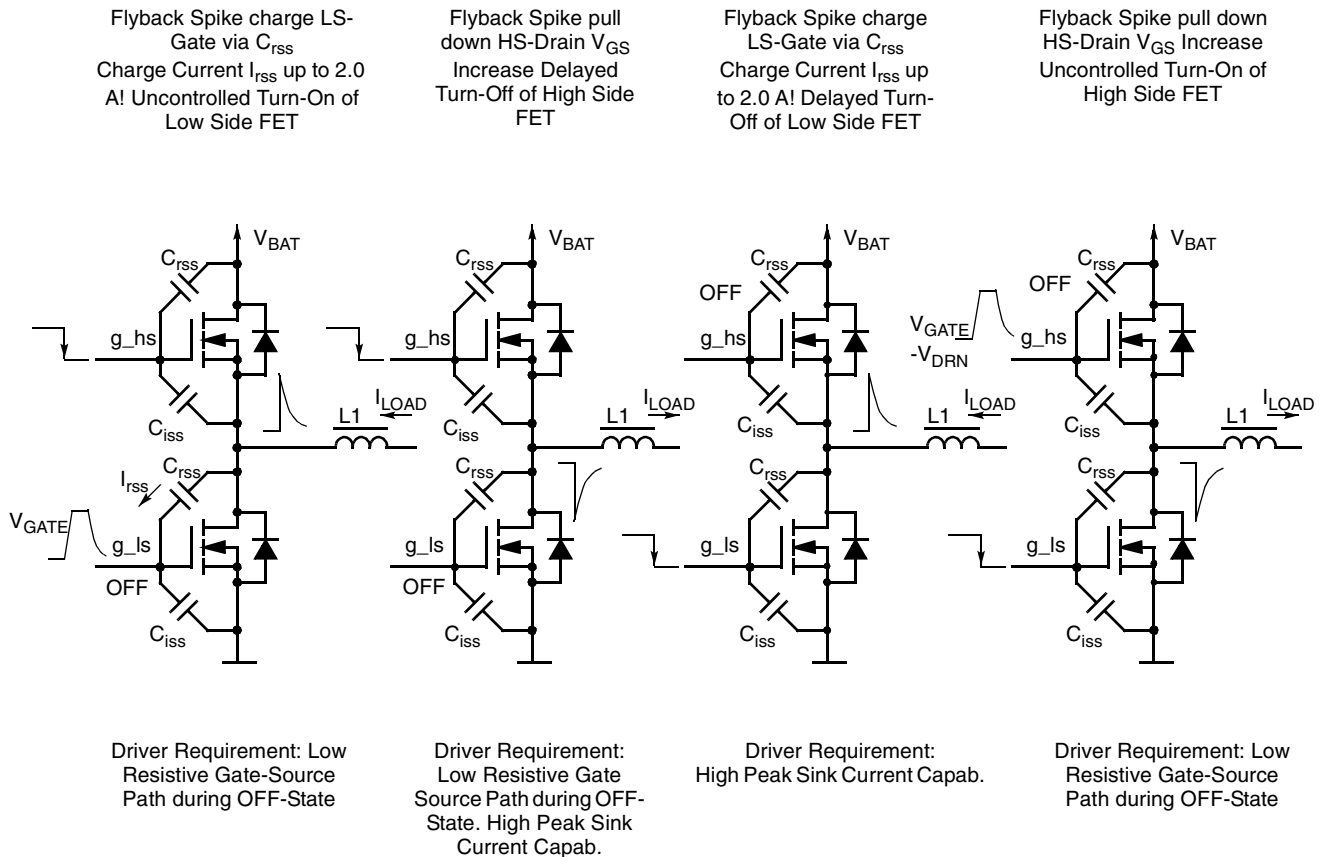 Flyback Spike charge LS-
Gate via Crss
Charge Current Irss up to 2.0
A! Uncontrolled Turn-On of
Low Side FET
Flyback Spike pull
down HS-Drain VGS
Increase Delayed
Turn-Off of High Side
FET
Flyback Spike charge
LS-Gate via Crss
Charge Current Irss up
to 2.0 A! Delayed Turn-
Off of Low Side FET
Flyback Spike pull down
HS-Drain VGS Increase
Uncontrolled Turn-On of
High Side FET
VBAT
Crss
g_hs
Ciss
ILOAD
L1
Crss
Irss
VGATE
g_ls
OFF
Ciss
VBAT
Crss
g_hs
Ciss
ILOAD
L1
Crss
g_ls
OFF
Ciss
VBAT
Crss
OFF
g_hs
Ciss
ILOAD
L1
Crss
g_ls
Ciss
VBAT
Crss
OFF
VGATE
-VDRN
g_hs
Ciss
ILOAD
L1
Crss
g_ls
Ciss
Driver Requirement: Low
Resistive Gate-Source
Path during OFF-State
Driver Requirement:
Low Resistive Gate
Source Path during OFF-
State. High Peak Sink
Current Capab.
Driver Requirement:
High Peak Sink Current Capab.
Driver Requirement: Low
Resistive Gate-Source
Path during OFF-State